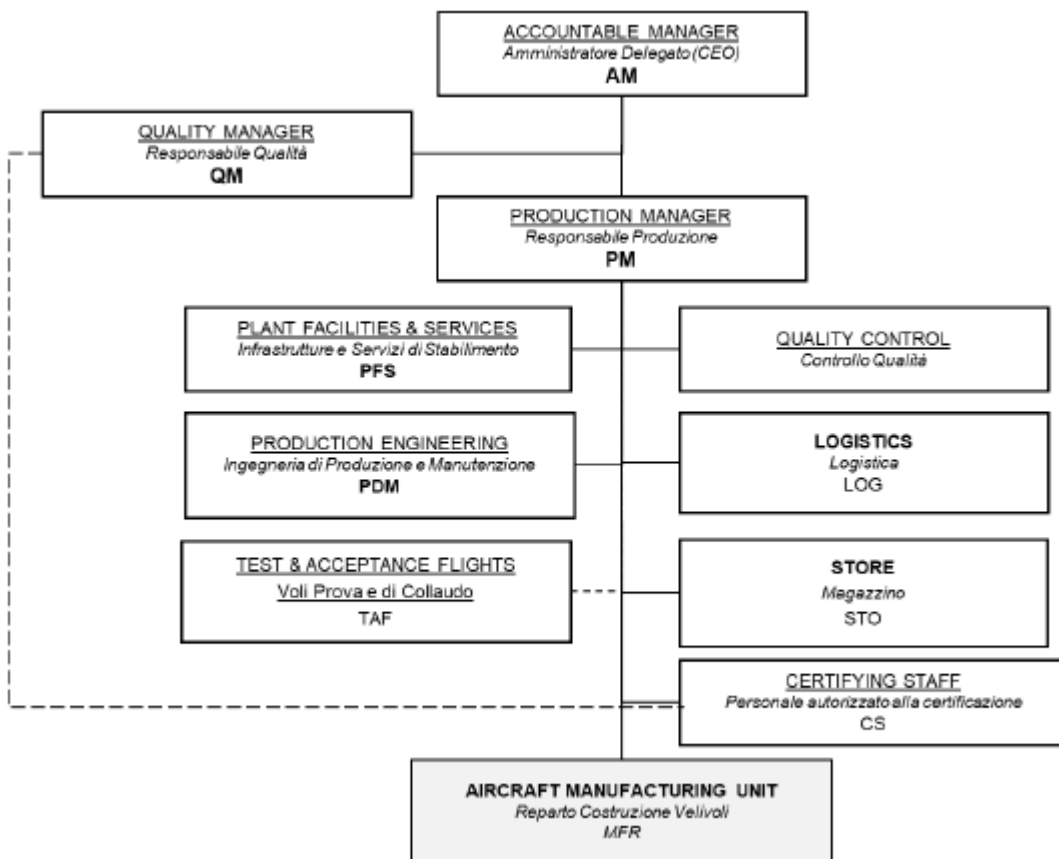 ACCOUNTABLE MANAGER
Amministratore Delegato (CEO)
AM
QUALITY MANAGER
Responsabile Qualità
QM
PRODUCTION MANAGER
Responsabile Produzione
PM
PLANT FACILITIES & SERVICES
Infrastrutture e Servizi di Stabilimento
PFS
QUALITY CONTROL
Controllo Qualità
PRODUCTION ENGINEERING
Ingegneria di Produzione e Manutenzione
PDM
LOGISTICS
Logistica
LOG
TEST & ACCEPTANCE FLIGHTS
Voli Prova e di Collaudo
TAF
STORE
Magazzino
STO
CERTIFYING STAFF
Personale autorizzato alla certificazione
CS
AIRCRAFT MANUFACTURING UNIT
Reparto Costruzione Velivoli
MFR